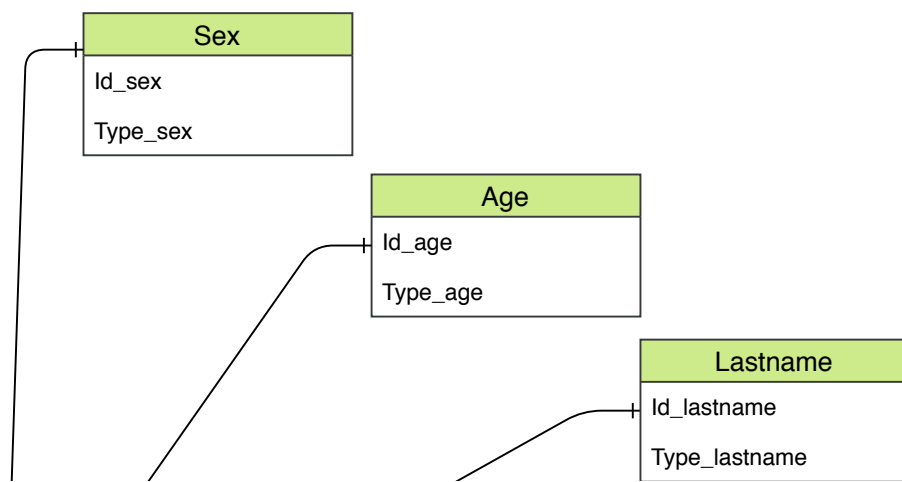 Sex
Id_sex
Type_sex
Age
Id_age
Type_age
Lastname
Id_lastname
Type_lastname